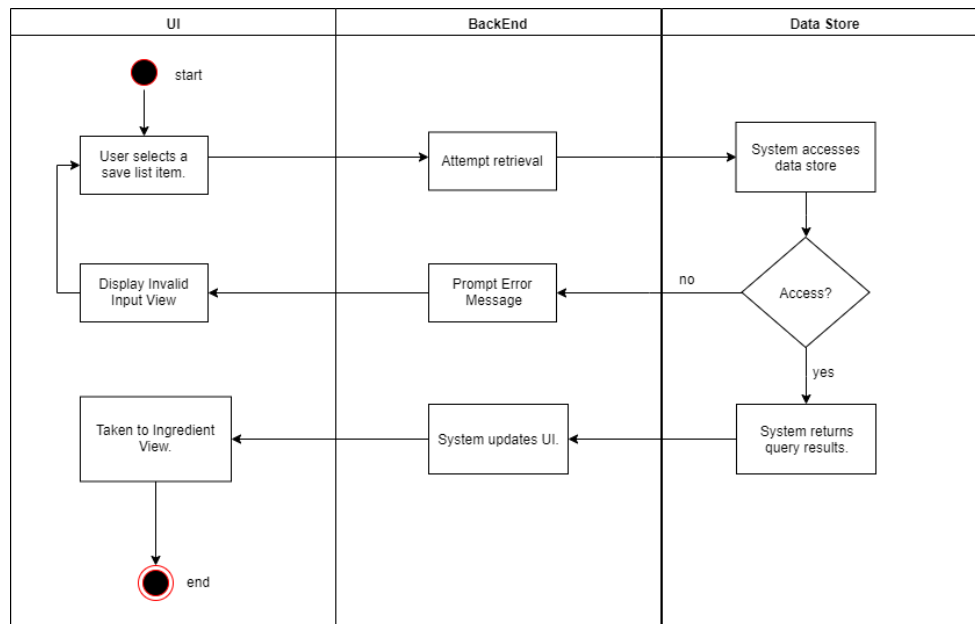 UI
BackEnd
Data Store
start
User selects a
save list item.
Attempt retrieval
System accesses
data store
Display Invalid
Input View
Prompt Error
Message
no
Access?
yes
Taken to Ingredient
View.
System updates UI.
System returns
query results.
end